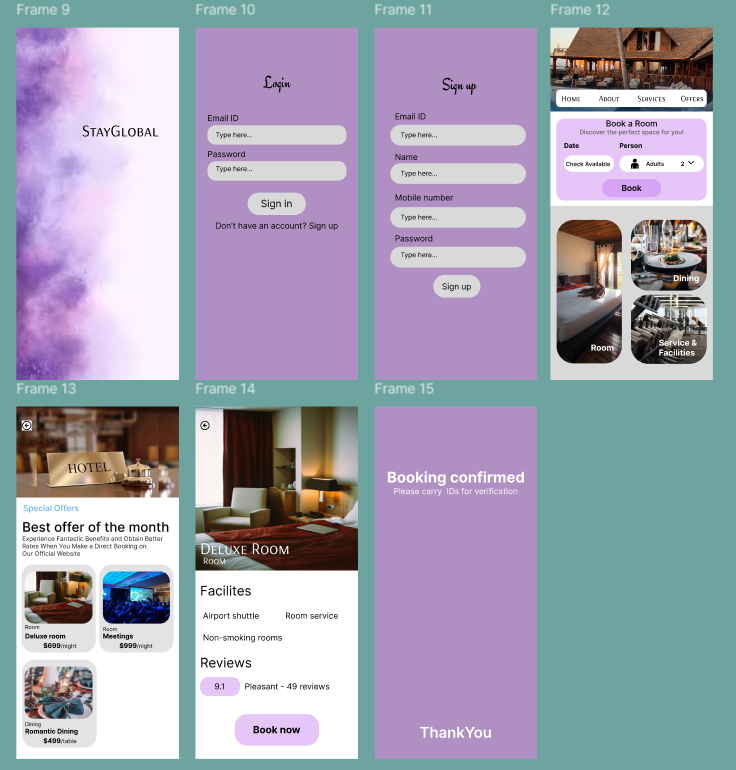 Frame 9
STAYGLOBAL
Frame 10
Login
Email ID
Type here...
Password
Type here...
Sign in
Don't have an account? Sign up
Frame 11
Sign up
Email ID
Type here...
Name
Type here...
Mobile number
Type here...
Password
Type here...
Sign up
Frame 12
HOME ABOUT SERVICES OFFERS
Book a Room
Discover the perfect space for you!
Date Person
Check Available Adults 2
Book
Room
Dining
Service &
Facilities
Frame 13
HOTEL
Special Offers
Best offer of the month
Experience Fantastic Benefits and Obtain Better
Rates When You Make a Direct Booking on
Our Official Website
Room
Deluxe room
$699/night
Room
Meetings
$999/night
Dining
Romantic Dining
$499/table
Frame 14
DELUXE ROOM
ROOM
Facilites
Airport shuttle Room service
Non-smoking rooms
Reviews
9.1 Pleasant - 49 reviews
Book now
Frame 15
Booking confirmed
Please carry IDs for verification
ThankYou